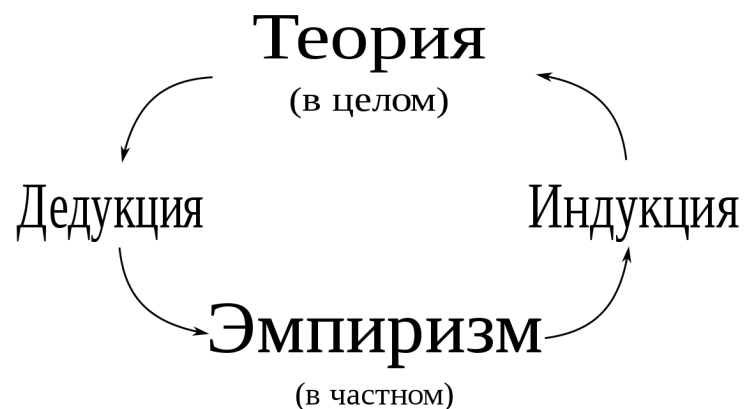 Теория
(в целом)
Дедукция
Индукция
Эмпиризм
(в частном)